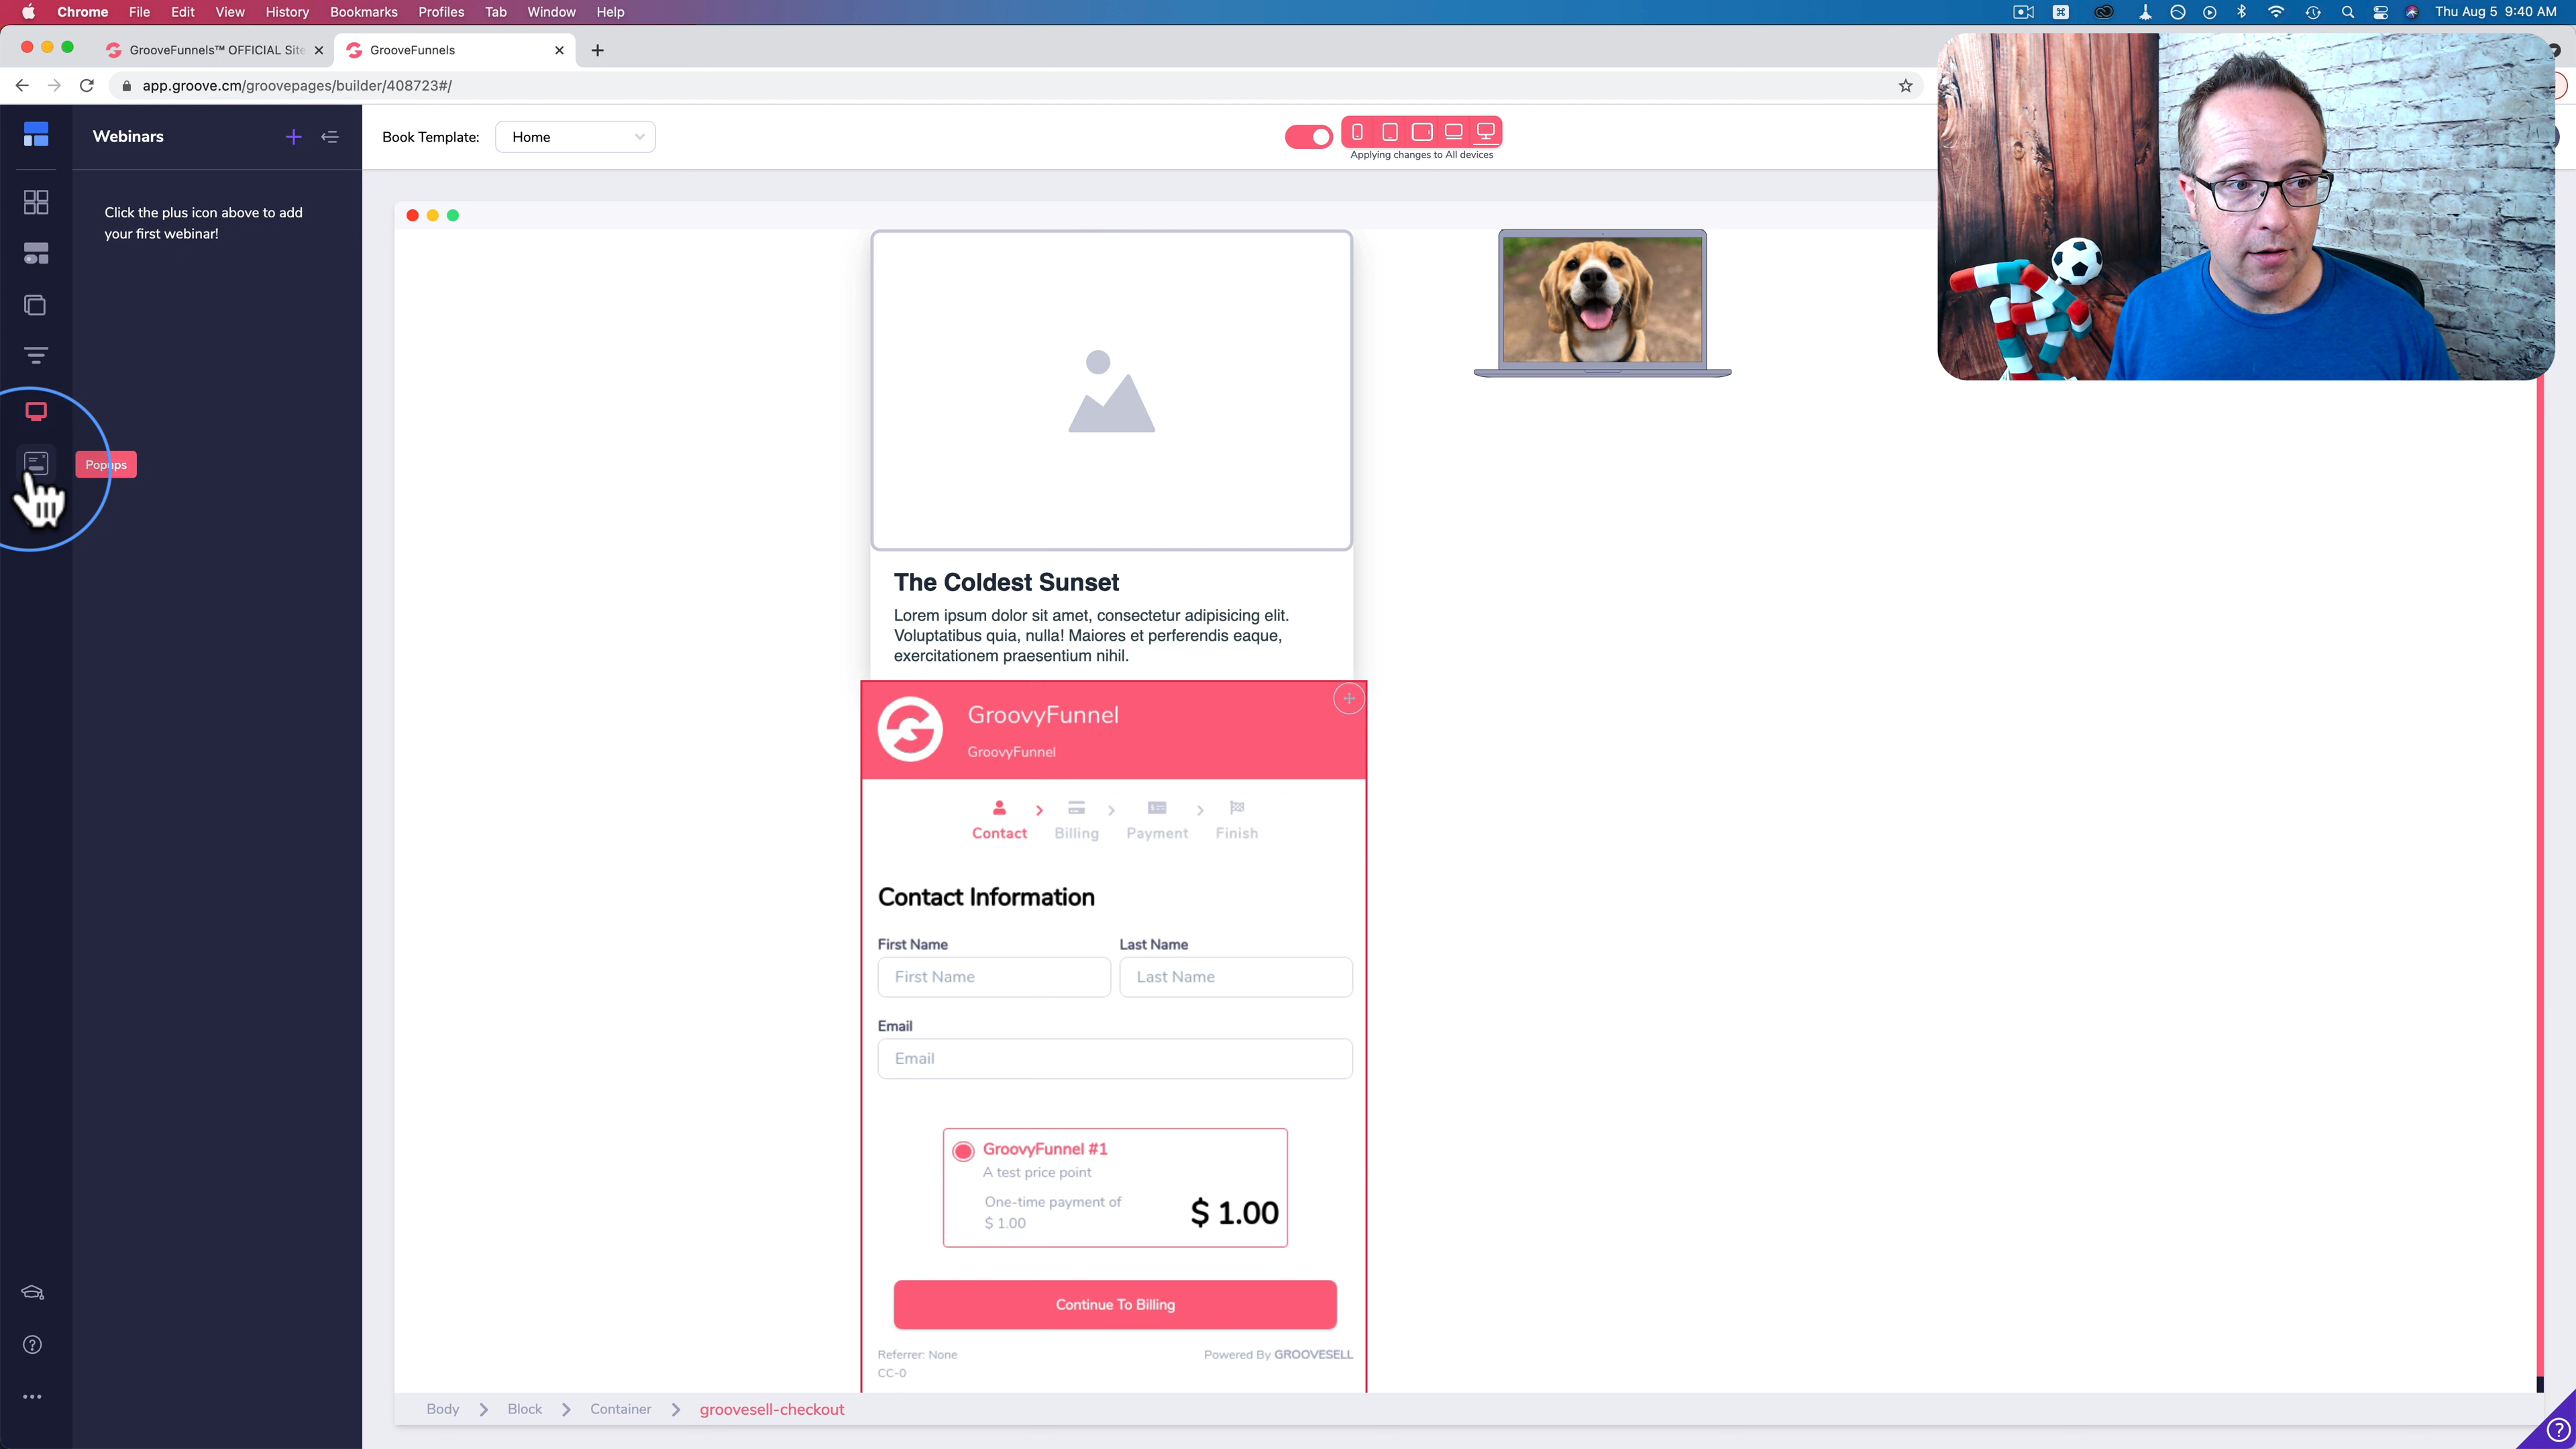 Chrome File Edit View History Bookmarks Profiles Tab Window Help
Thu Aug 5 9:40 AM
GrooveFunnels™ OFFICIAL Site
GrooveFunnels
app.groove.cm/groovepages/builder/408723#/
Webinars
Book Template:
Home
Applying changes to All devices
Click the plus icon above to add
your first webinar!
Popups
The Coldest Sunset
Lorem ipsum dolor sit amet, consectetur adipisicing elit.
Voluptatibus quia, nulla! Maiores et perferendis eaque,
exercitationem praesentium nihil.
GroovyFunnel
GroovyFunnel
Contact Billing Payment Finish
Contact Information
First Name Last Name
First Name Last Name
Email
Email
GroovyFunnel #1
A test price point
One-time payment of
$ 1.00
$ 1.00
Continue To Billing
Referrer: None
Powered By GROOVESELL
CC-0
Body Block Container groovesell-checkout